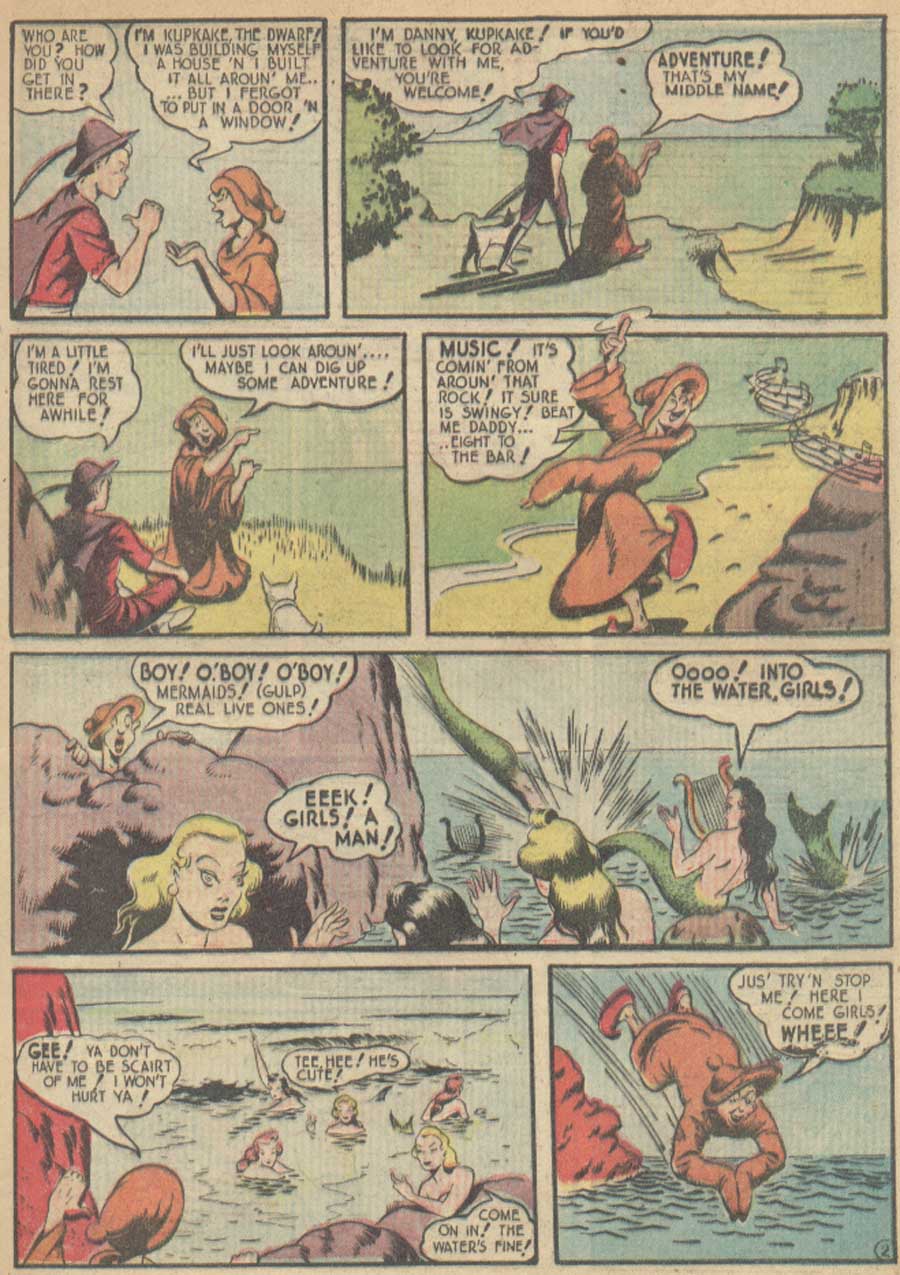 WHO ARE
YOU? HOW
DID YOU
GET IN
THERE?
I'M KUPKAKE, THE DWARF!
I WAS BUILDING MYSELF
A HOUSE 'N I BUILT
IT ALL AROUN' ME..
... BUT I FERGOT
TO PUT IN A DOOR 'N
A WINDOW!
I'M DANNY, KUPKAKE! IF YOU'D
LIKE TO LOOK FOR AD-
VENTURE WITH ME,
YOU'RE
WELCOME!
ADVENTURE!
THAT'S MY
MIDDLE NAME!
I'M A LITTLE
TIRED! I'M
GONNA REST
HERE FOR
AWHILE!
I'LL JUST LOOK AROUN'....
MAYBE I CAN DIG UP
SOME ADVENTURE!
MUSIC! IT'S
COMIN' FROM
AROUN' THAT
ROCK! IT SURE
IS SWINGY! BEAT
ME DADDY...
..EIGHT TO
THE BAR!
BOY! O'BOY! O'BOY!
MERMAIDS! (GULP)
REAL LIVE ONES!
EEEK!
GIRLS! A
MAN!
OOOO! INTO
THE WATER, GIRLS!
GEE! YA DON'T
HAVE TO BE SCAIRT
OF ME! I WON'T
HURT YA!
TEE, HEE! HE'S
CUTE!
COME
ON IN! THE
WATER'S FINE!
JUS' TRY 'N STOP
ME! HERE I
COME GIRLS!
WHEEE!
2